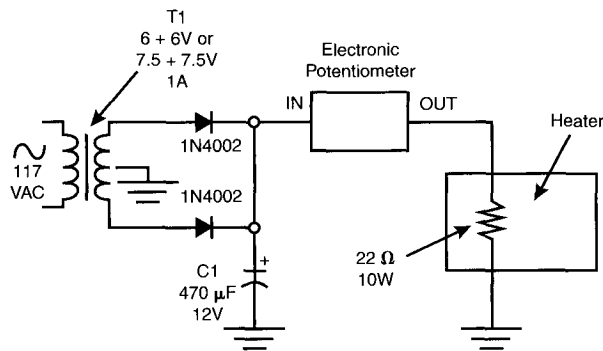 T1
6 + 6V or
7.5 + 7.5V
1A
Electronic
Potentiometer
IN
OUT
Heater
1N4002
117
VAC
1N4002
+
C1
470 μF
12V
22 Ω
10W